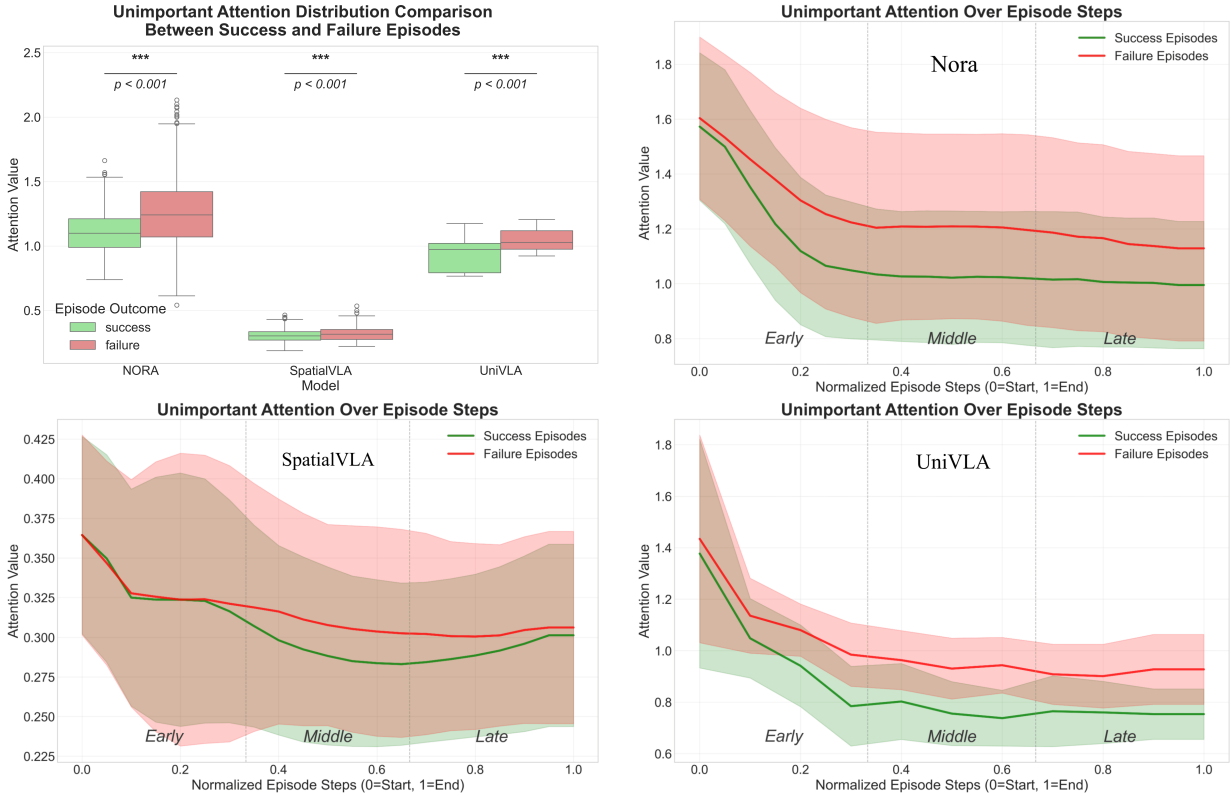 Unimportant Attention Distribution Comparison
Between Success and Failure Episodes
2.5
2.0
1.5
1.0
0.5
Attention Value
***
p < 0.001
***
p < 0.001
***
p < 0.001
Episode Outcome
success
failure
NORA
SpatialVLA
UniVLA
Model
Unimportant Attention Over Episode Steps
Success Episodes
Failure Episodes
Nora
1.8
1.6
1.4
1.2
1.0
0.8
Attention Value
Early
Middle
Late
0.0
0.2
0.4
0.6
0.8
1.0
Normalized Episode Steps (0=Start, 1=End)
Unimportant Attention Over Episode Steps
Success Episodes
Failure Episodes
SpatialVLA
0.425
0.400
0.375
0.350
0.325
0.300
0.275
0.250
0.225
Attention Value
Early
Middle
Late
0.0
0.2
0.4
0.6
0.8
1.0
Normalized Episode Steps (0=Start, 1=End)
Unimportant Attention Over Episode Steps
Success Episodes
Failure Episodes
UniVLA
1.8
1.6
1.4
1.2
1.0
0.8
0.6
Attention Value
Early
Middle
Late
0.0
0.2
0.4
0.6
0.8
1.0
Normalized Episode Steps (0=Start, 1=End)